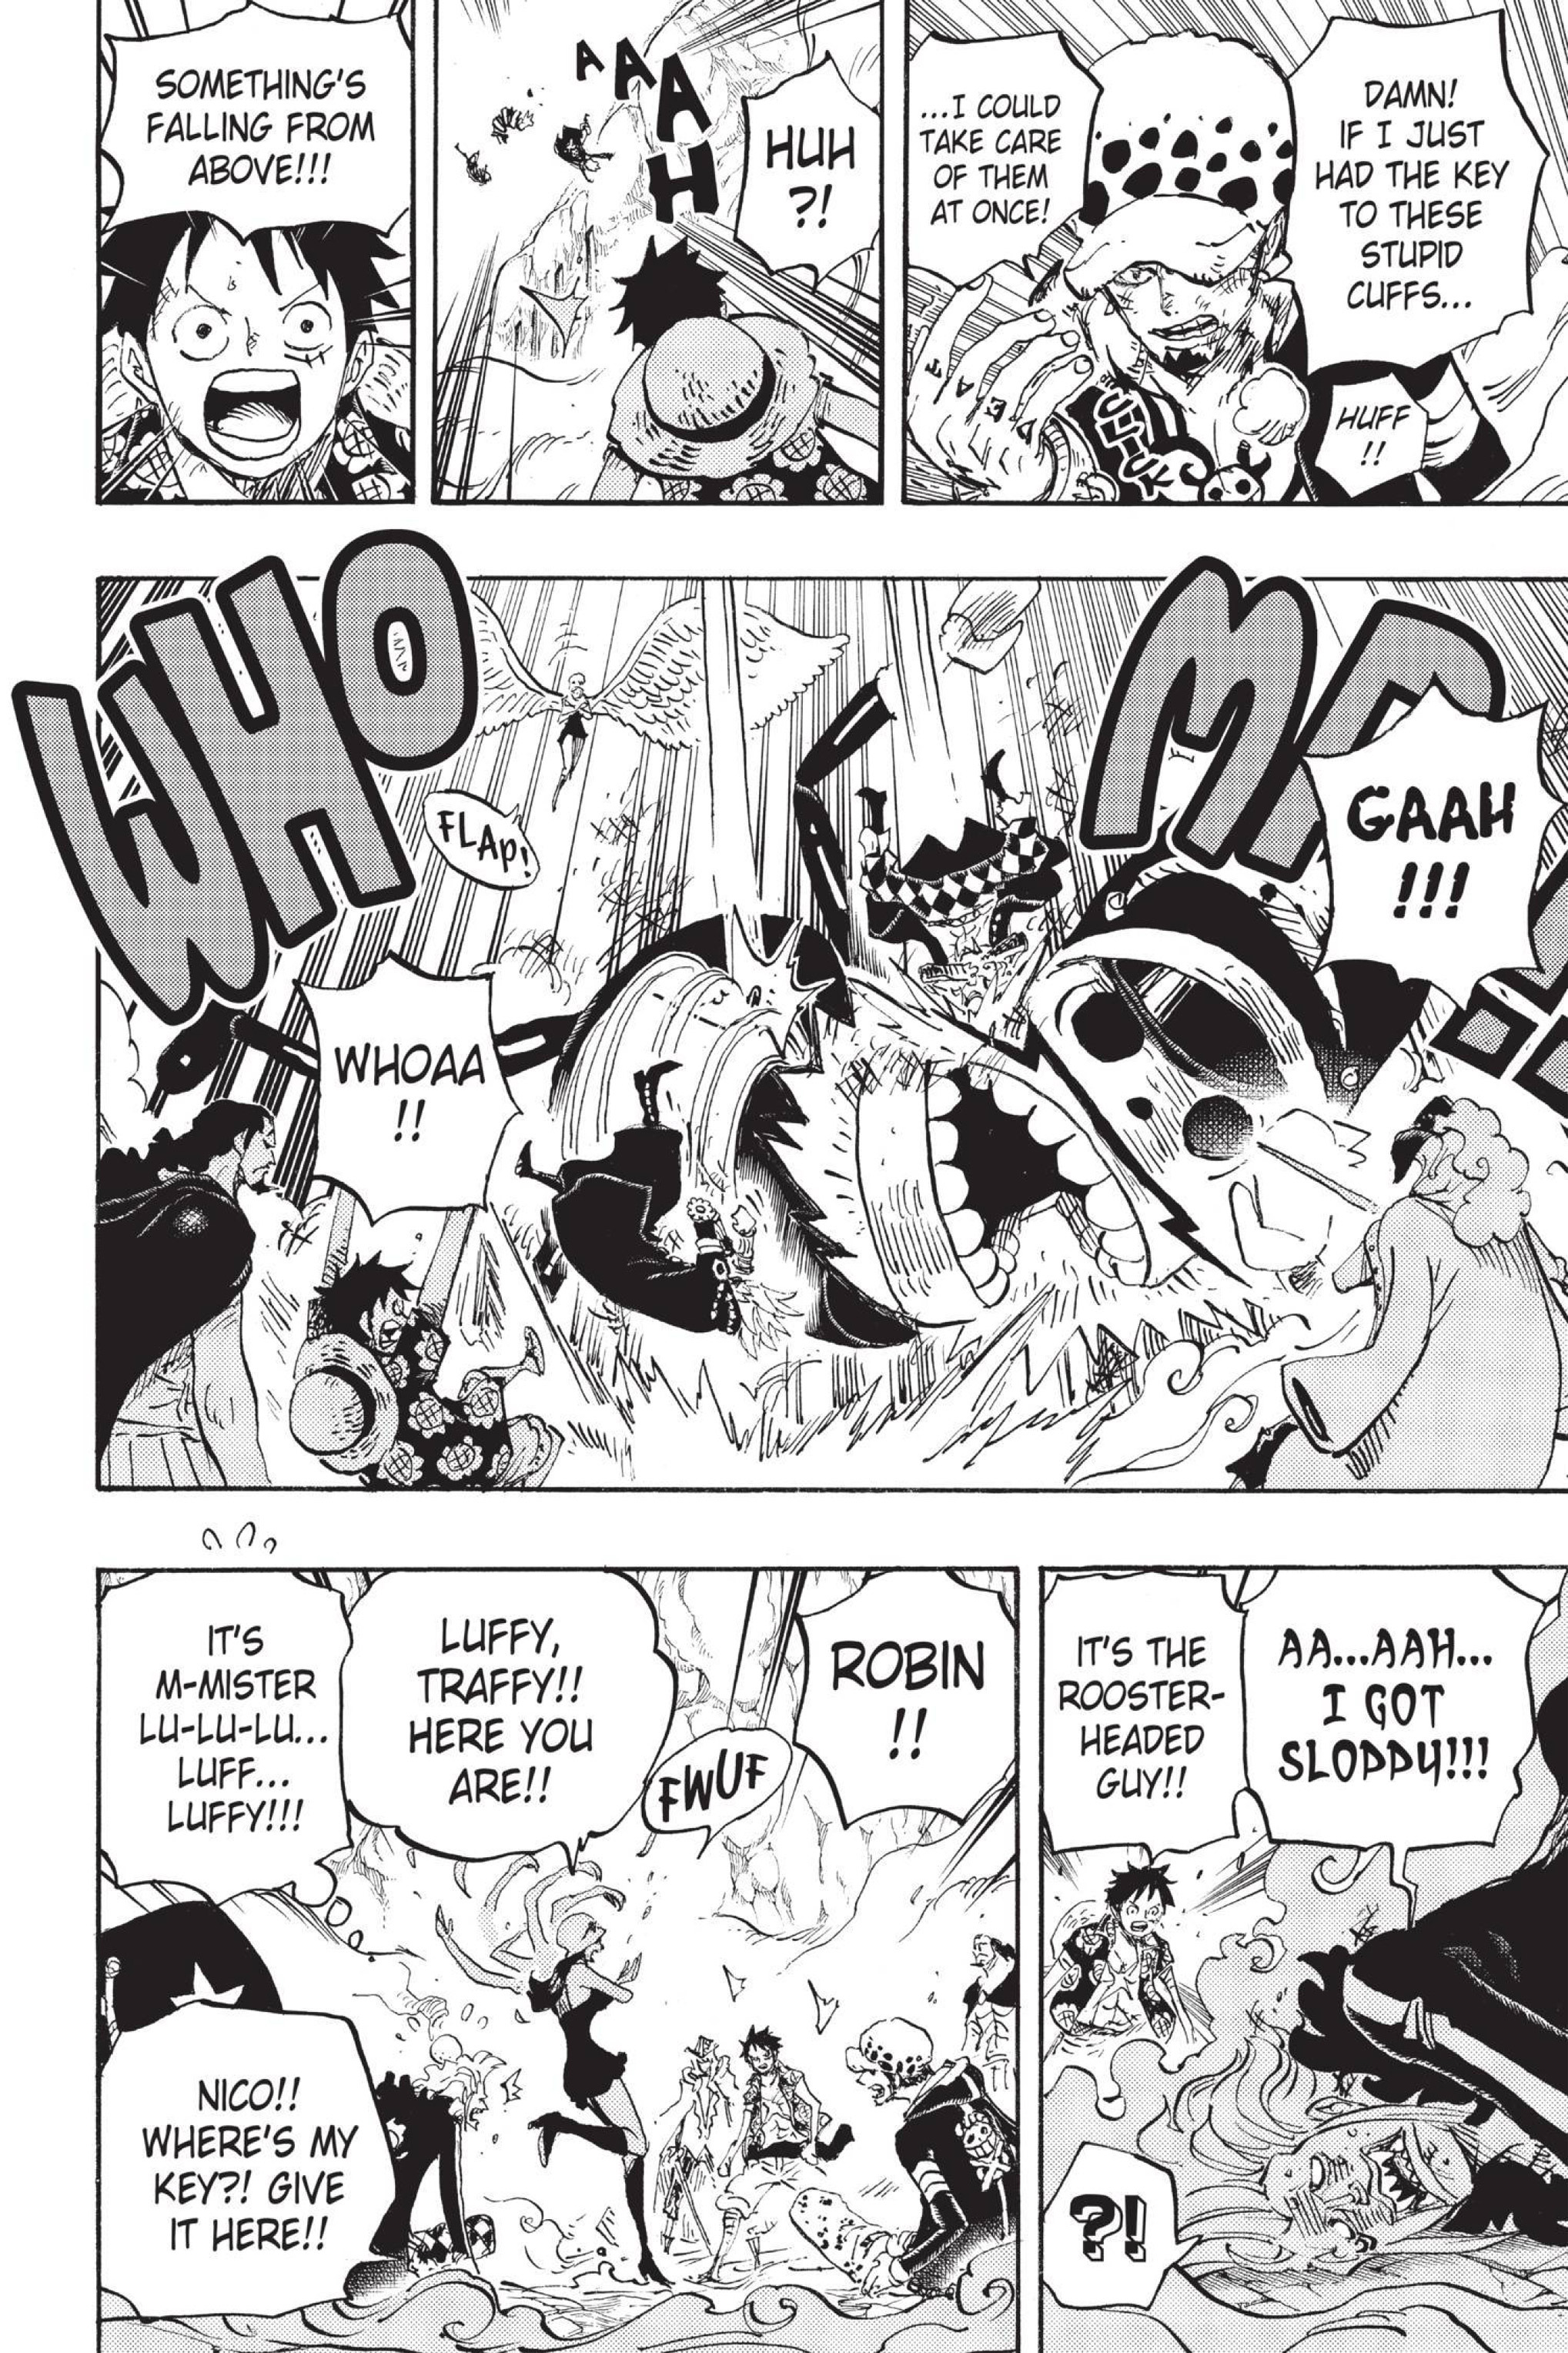 DAMN!
IF I JUST
HAD THE KEY
TO THESE
STUPID
CUFFS...
HUFF
!!
...I COULD
TAKE CARE
OF THEM
AT ONCE!
HUH
?!
AAAH
SOMETHING'S
FALLING FROM
ABOVE!!!
GAAH
!!!
FLAP!
WHO
WHOAA
!!
AA...AAH...
I GOT
SLOPPY!!!
IT'S THE
ROOSTER-
HEADED
GUY!!
?!
ROBIN
!!
FWUF
LUFFY,
TRAFFY!!
HERE YOU
ARE!!
IT'S
M-MISTER
LU-LU-LU...
LUFF...
LUFFY!!!
NICO!!
WHERE'S MY
KEY?! GIVE
IT HERE!!